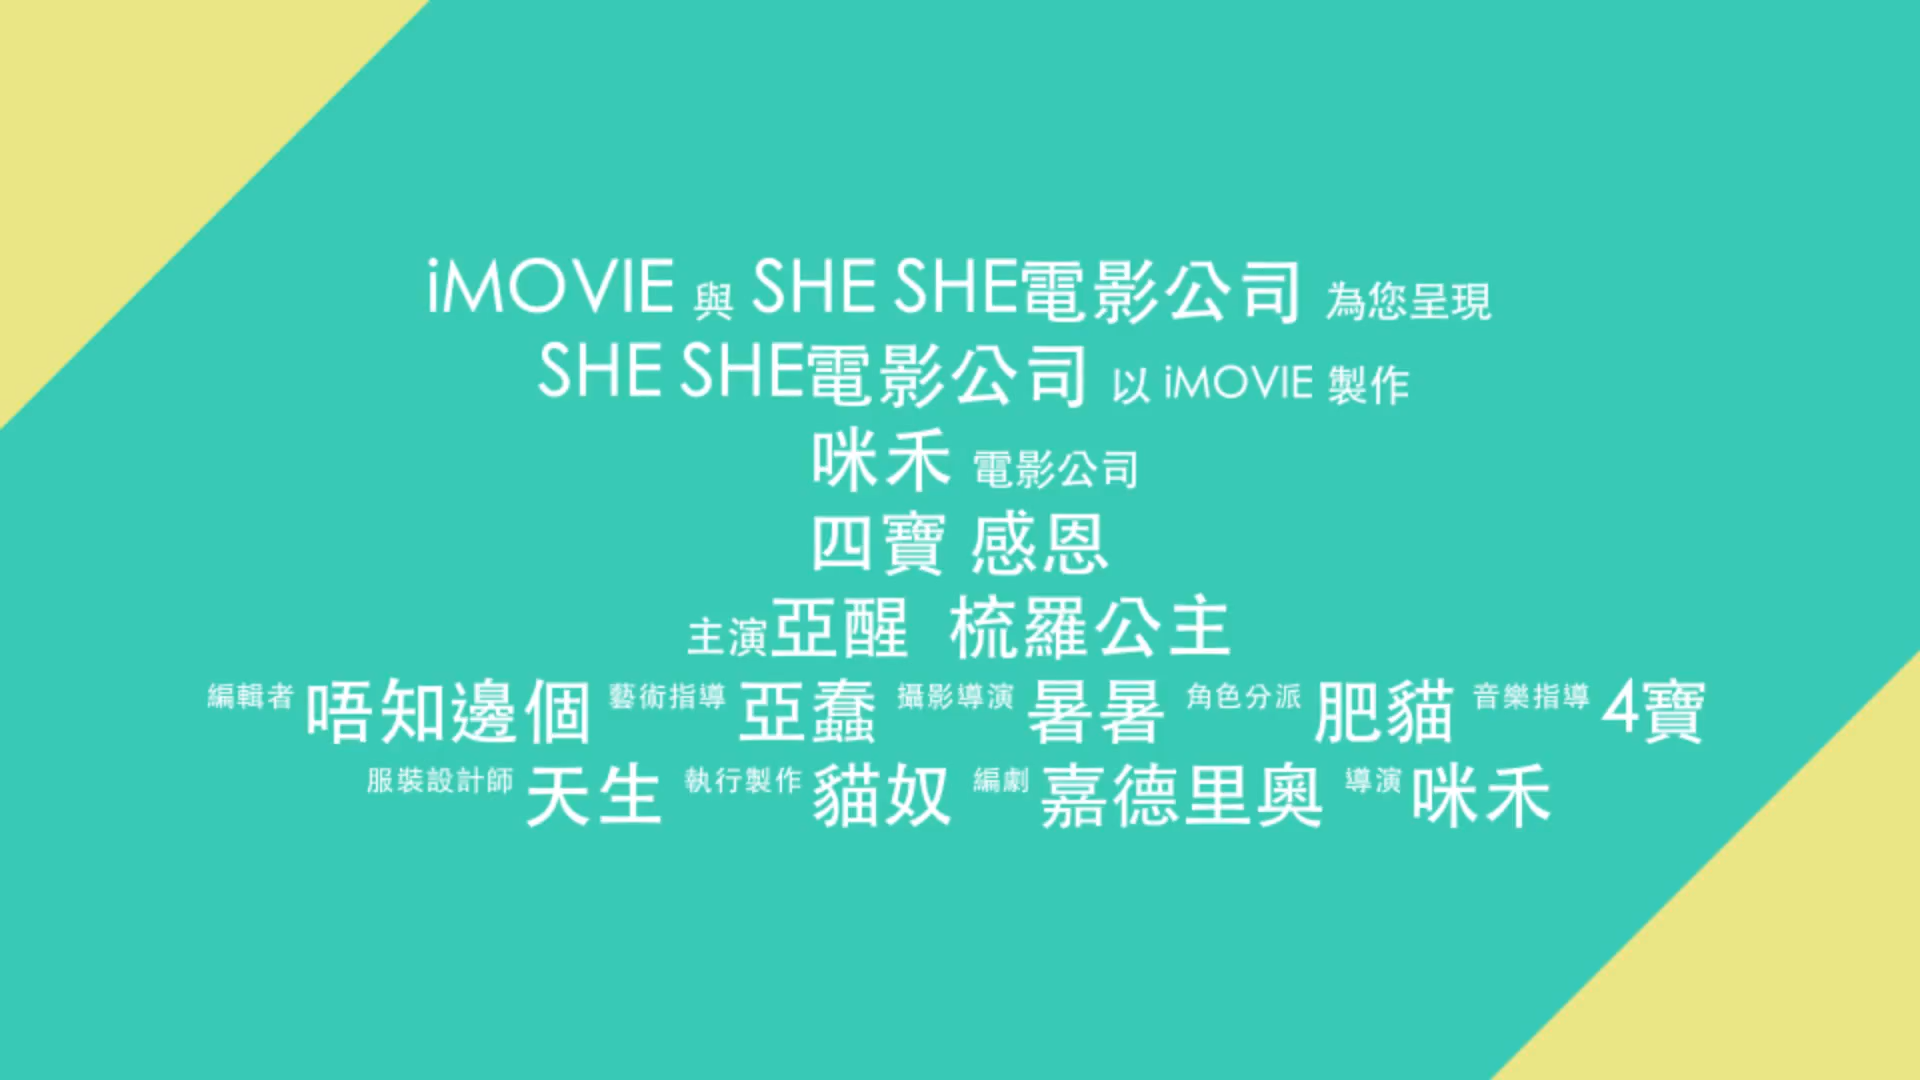 iMOVIE 與 SHE SHE電影公司 為您呈現
SHE SHE電影公司 以 iMOVIE 製作
咪禾 電影公司
四寶 感恩
主演亞醒 梳羅公主
編輯者 唔知邊個 藝術指導 亞蠢 攝影導演 暑暑 角色分派 肥貓 音樂指導 4寶
服裝設計師 天生 執行製作 貓奴 編劇 嘉德里奧 導演 咪禾